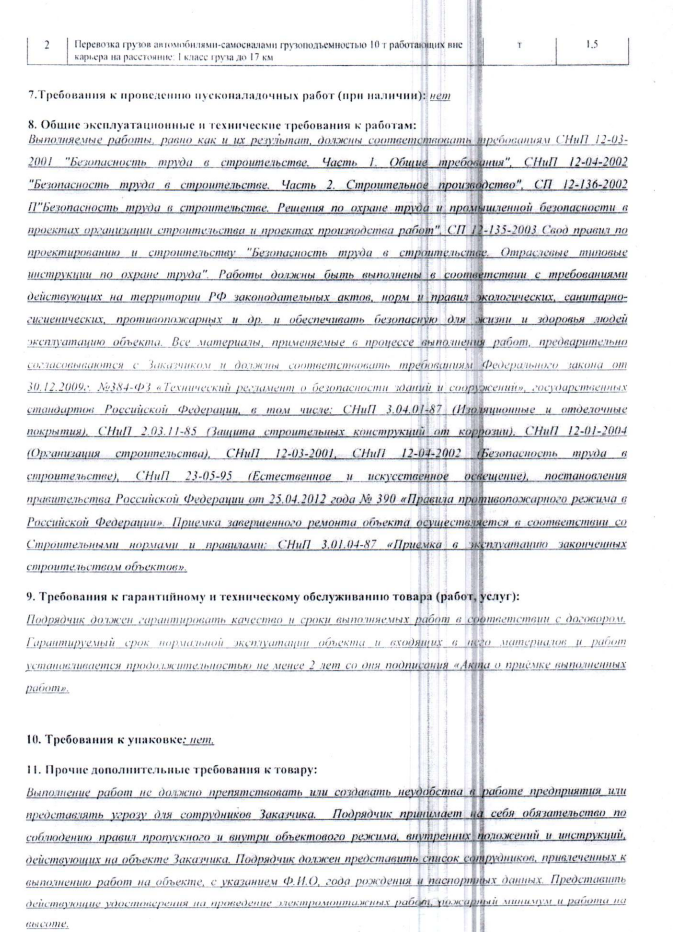 2 Перевозка грузов автомобилями-самосвалами грузоподъемностью 10 т работающих вне т 1,5
карьера на расстояние: I класс груза до 17 км
7.Требования к проведению пусконаладочных работ (при наличии): нет
8. Общие эксплуатационные и технические требования к работам:
Выполняемые работы, равно как и их результат, должны соответствовать требованиям СНиП 12-03-
2001 "Безопасность труда в строительстве. Часть 1. Общие требования", СНиП 12-04-2002
"Безопасность труда в строительстве. Часть 2. Строительное производство", СП 12-136-2002
П"Безопасность труда в строительстве. Решения по охране труда и промышленной безопасности в
проектах организации строительства и проектах производства работ", СП 12-135-2003 Свод правил по
проектированию и строительству "Безопасность труда в строительстве. Отраслевые типовые
инструкции по охране труда". Работы должны быть выполнены в соответствии с требованиями
действующих на территории РФ законодательных актов, норм и правил экологических, санитарно-
гигиенических, противопожарных и др. и обеспечивать безопасную для жизни и здоровья людей
эксплуатацию объекта. Все материалы, применяемые в процессе выполнения работ, предварительно
согласовываются с Заказчиком и должны соответствовать требованиям Федерального закона от
30.12.2009г. №384-ФЗ «Технический регламент о безопасности зданий и сооружений», государственных
стандартов Российской Федерации, в том числе: СНиП 3.04.01-87 (Изоляционные и отделочные
покрытия), СНиП 2.03.11-85 (Защита строительных конструкций от коррозии), СНиП 12-01-2004
(Организация строительства), СНиП 12-03-2001, СНиП 12-04-2002 (Безопасность труда в
строительстве), СНиП 23-05-95 (Естественное и искусственное освещение), постановления
правительства Российской Федерации от 25.04.2012 года № 390 «Правила противопожарного режима в
Российской Федерации». Приемка завершенного ремонта объекта осуществляется в соответствии со
Строительными нормами и правилами: СНиП 3.01.04-87 «Приемка в эксплуатацию законченных
строительством объектов».
9. Требования к гарантийному и техническому обслуживанию товара (работ, услуг):
Подрядчик должен гарантировать качество и сроки выполняемых работ в соответствии с договором.
Гарантируемый срок нормальной эксплуатации объекта и входящих в него материалов и работ
устанавливается продолжительностью не менее 2 лет со дня подписания «Акта о приёмке выполненных
работ».
10. Требования к упаковке: нет.
11. Прочие дополнительные требования к товару:
Выполнение работ не должно препятствовать или создавать неудобства в работе предприятия или
представлять угрозу для сотрудников Заказчика. Подрядчик принимает на себя обязательство по
соблюдению правил пропускного и внутри объектового режима, внутренних положений и инструкций,
действующих на объекте Заказчика. Подрядчик должен представить список сотрудников, привлеченных к
выполнению работ на объекте, с указанием Ф.И.О, года рождения и паспортных данных. Представить
действующие удостоверения на проведение электромонтажных работ, пожарный минимум и работа на
высоте.